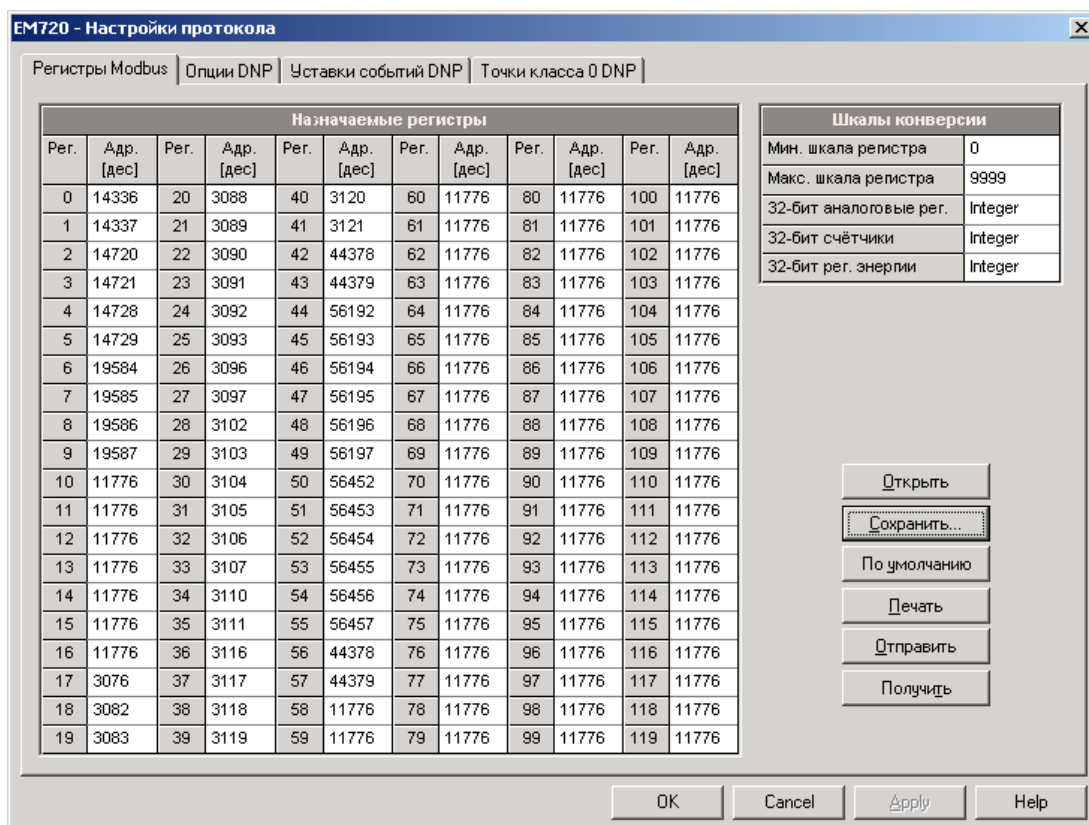 EM720 - Настройки протокола
Регистры Modbus Опции DNP Уставки событий DNP Точки класса 0 DNP
Назначаемые регистры
Рег. Адр. [дес] Рег. Адр. [дес] Рег. Адр. [дес] Рег. Адр. [дес] Рег. Адр. [дес] Рег. Адр. [дес]
0 14336 20 3088 40 3120 60 11776 80 11776 100 11776
1 14337 21 3089 41 3121 61 11776 81 11776 101 11776
2 14720 22 3090 42 44378 62 11776 82 11776 102 11776
3 14721 23 3091 43 44379 63 11776 83 11776 103 11776
4 14728 24 3092 44 56192 64 11776 84 11776 104 11776
5 14729 25 3093 45 56193 65 11776 85 11776 105 11776
6 19584 26 3096 46 56194 66 11776 86 11776 106 11776
7 19585 27 3097 47 56195 67 11776 87 11776 107 11776
8 19586 28 3102 48 56196 68 11776 88 11776 108 11776
9 19587 29 3103 49 56197 69 11776 89 11776 109 11776
10 11776 30 3104 50 56452 70 11776 90 11776 110 11776
11 11776 31 3105 51 56453 71 11776 91 11776 111 11776
12 11776 32 3106 52 56454 72 11776 92 11776 112 11776
13 11776 33 3107 53 56455 73 11776 93 11776 113 11776
14 11776 34 3110 54 56456 74 11776 94 11776 114 11776
15 11776 35 3111 55 56457 75 11776 95 11776 115 11776
16 11776 36 3116 56 44378 76 11776 96 11776 116 11776
17 3076 37 3117 57 44379 77 11776 97 11776 117 11776
18 3082 38 3118 58 11776 78 11776 98 11776 118 11776
19 3083 39 3119 59 11776 79 11776 99 11776 119 11776
Шкалы конверсии
Мин. шкала регистра 0
Макс. шкала регистра 9999
32-бит аналоговые рег. Integer
32-бит счётчики Integer
32-бит рег. энергии Integer
Открыть
Сохранить...
По умолчанию
Печать
Отправить
Получить
OK Cancel Apply Help